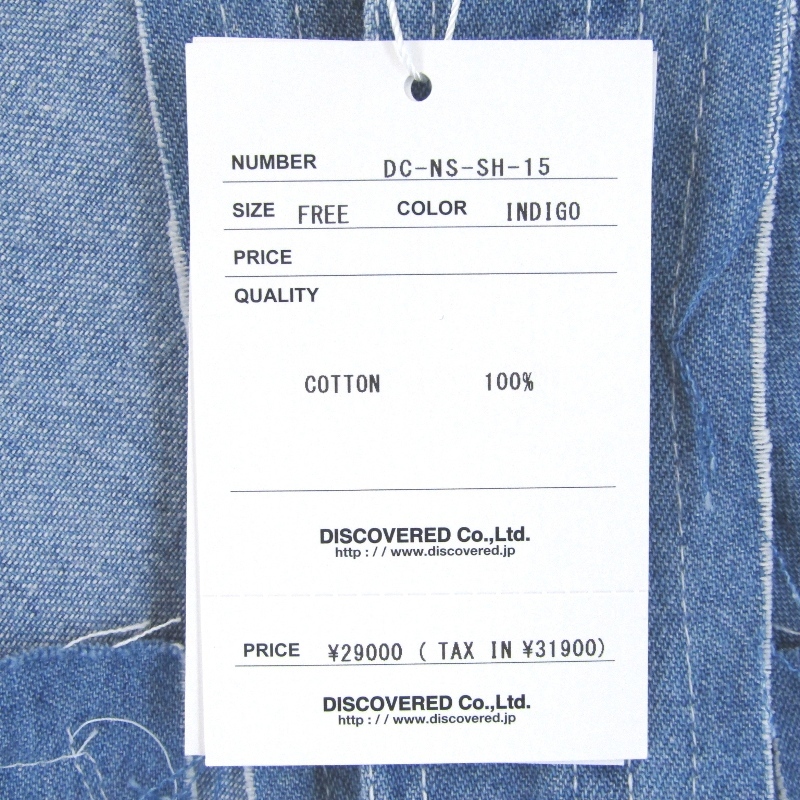 NUMBER DC-NS-SH-15
SIZE FREE COLOR INDIGO
PRICE
QUALITY
COTTON 100%
DISCOVERED Co.,Ltd.
http : / / www.discovered.jp
PRICE ¥29000 ( TAX IN ¥31900)
DISCOVERED Co.,Ltd.
http : / / www.discovered.jp